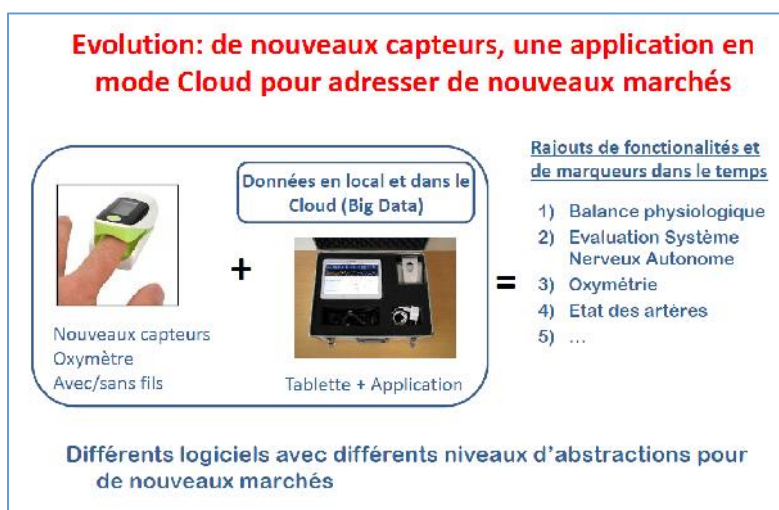 Evolution: de nouveaux capteurs, une application en
mode Cloud pour adresser de nouveaux marchés
Données en local et dans le
Cloud (Big Data)
+
=
Nouveaux capteurs
Oxymètre
Avec/sans fils
Tablette + Application
Rajouts de fonctionalités et
de marqueurs dans le temps
1) Balance physiologique
2) Evaluation Système
Nerveux Autonome
3) Oxymétrie
4) Etat des artères
5) ...
Différents logiciels avec différents niveaux d'abstractions pour
de nouveaux marchés